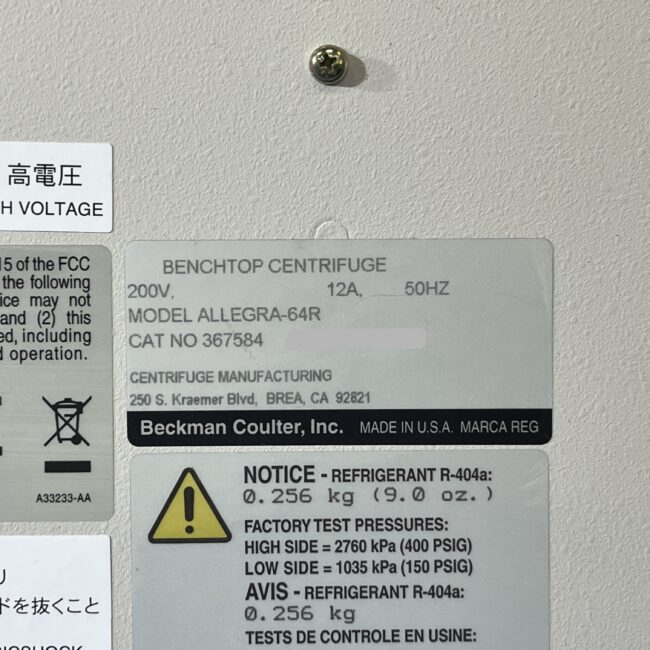 高電圧
H VOLTAGE
15 of the FCC
the following
ice may not
and (2) this
ed, including
d operation.
A33233-AA
BENCHTOP CENTRIFUGE
200V, 12A, 50HZ
MODEL ALLEGRA-64R
CAT NO 367584
CENTRIFUGE MANUFACTURING
250 S. Kraemer Blvd, BREA, CA 92821
Beckman Coulter, Inc. MADE IN U.S.A. MARCA REG
NOTICE - REFRIGERANT R-404a:
0.256 kg (9.0 oz.)
FACTORY TEST PRESSURES:
HIGH SIDE = 2760 kPa (400 PSIG)
LOW SIDE = 1035 kPa (150 PSIG)
AVIS - REFRIGERANT R-404a:
0.256 kg
TESTS DE CONTROLE EN USINE:
ドを抜くこと